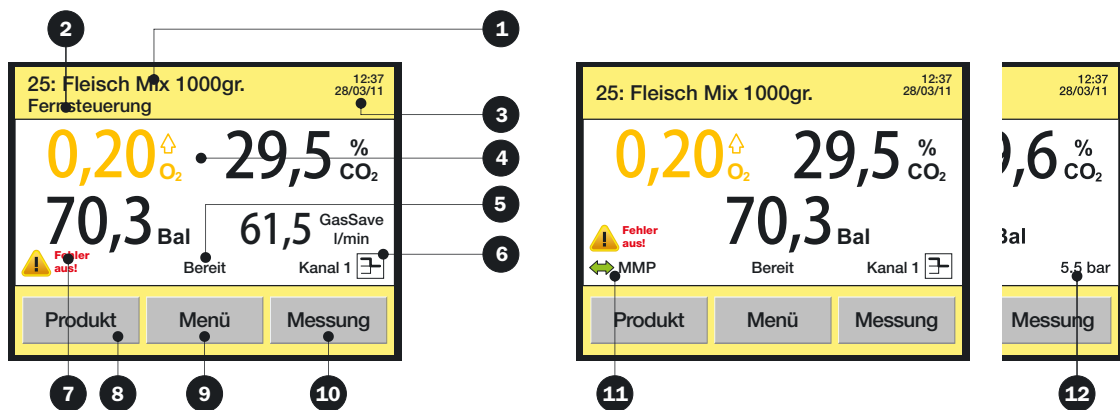 2
1
25: Fleisch Mix 1000gr.
Fernsteuerung
12:37
28/03/11
3
0,20 O₂
29,5 % CO₂
4
70,3 Bal
61,5 GasSave l/min
5
Fehler aus!
Bereit
Kanal 1
6
Produkt
Menü
Messung
7
8
9
10
25: Fleisch Mix 1000gr.
12:37
28/03/11
0,20 O₂
29,5 % CO₂
Fehler aus!
70,3 Bal
MMP
Bereit
Kanal 1
Produkt
Menü
Messung
11
12:37
28/03/11
9,6 % CO₂
Bal
5.5 bar
Messung
12